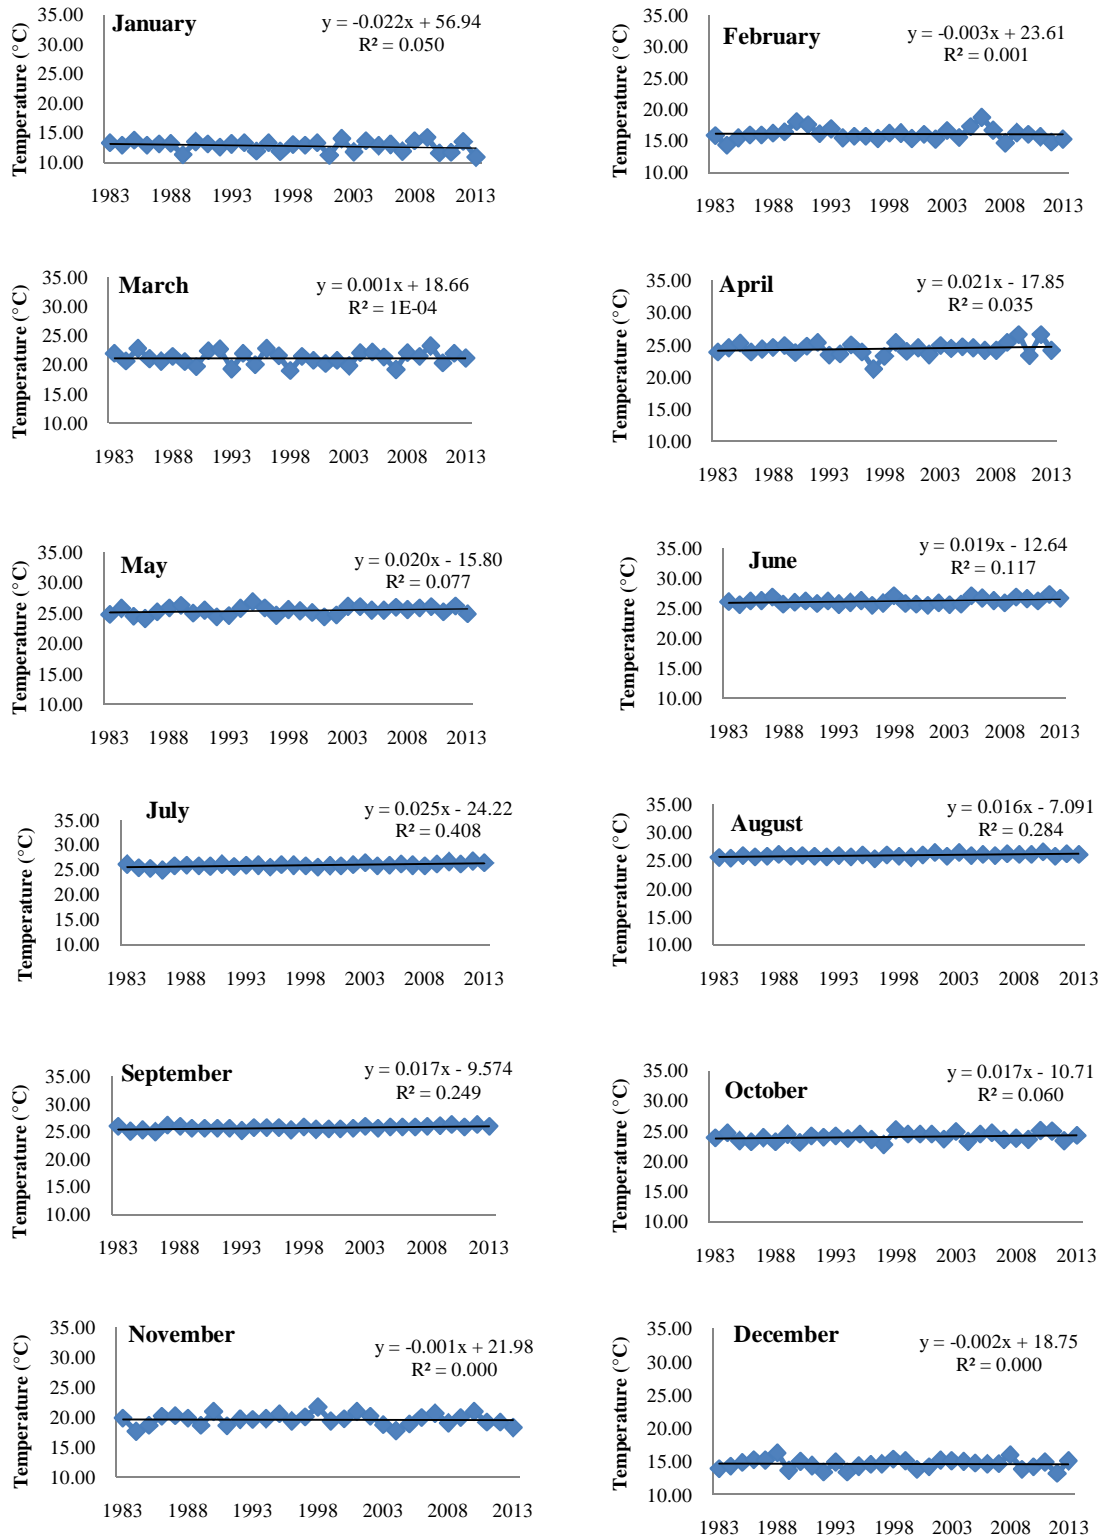 January
y = -0.022x + 56.94
R² = 0.050
Temperature (°C)
35.00
30.00
25.00
20.00
15.00
10.00
1983 1988 1993 1998 2003 2008 2013
February
y = -0.003x + 23.61
R² = 0.001
Temperature (°C)
35.00
30.00
25.00
20.00
15.00
10.00
1983 1988 1993 1998 2003 2008 2013
March
y = 0.001x + 18.66
R² = 1E-04
Temperature (°C)
35.00
30.00
25.00
20.00
15.00
10.00
1983 1988 1993 1998 2003 2008 2013
April
y = 0.021x - 17.85
R² = 0.035
Temperature (°C)
35.00
30.00
25.00
20.00
15.00
10.00
1983 1988 1993 1998 2003 2008 2013
May
y = 0.020x - 15.80
R² = 0.077
Temperature (°C)
35.00
30.00
25.00
20.00
15.00
10.00
1983 1988 1993 1998 2003 2008 2013
June
y = 0.019x - 12.64
R² = 0.117
Temperature (°C)
35.00
30.00
25.00
20.00
15.00
10.00
1983 1988 1993 1998 2003 2008 2013
July
y = 0.025x - 24.22
R² = 0.408
Temperature (°C)
35.00
30.00
25.00
20.00
15.00
10.00
1983 1988 1993 1998 2003 2008 2013
August
y = 0.016x - 7.091
R² = 0.284
Temperature (°C)
35.00
30.00
25.00
20.00
15.00
10.00
1983 1988 1993 1998 2003 2008 2013
September
y = 0.017x - 9.574
R² = 0.249
Temperature (°C)
35.00
30.00
25.00
20.00
15.00
10.00
1983 1988 1993 1998 2003 2008 2013
October
y = 0.017x - 10.71
R² = 0.060
Temperature (°C)
35.00
30.00
25.00
20.00
15.00
10.00
1983 1988 1993 1998 2003 2008 2013
November
y = -0.001x + 21.98
R² = 0.000
Temperature (°C)
35.00
30.00
25.00
20.00
15.00
10.00
1983 1988 1993 1998 2003 2008 2013
December
y = -0.002x + 18.75
R² = 0.000
Temperature (°C)
35.00
30.00
25.00
20.00
15.00
10.00
1983 1988 1993 1998 2003 2008 2013